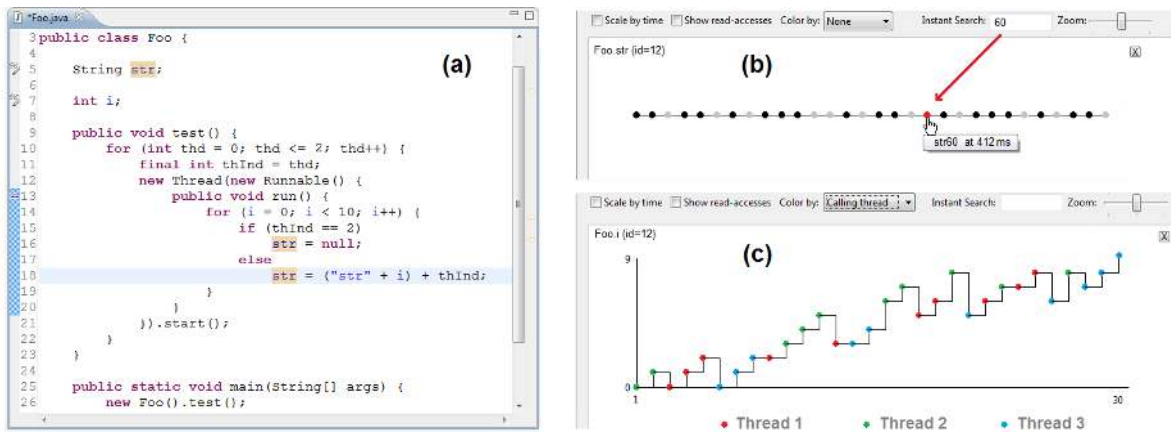 *Foo.java
3 public class Foo {
4
5 String str;
6
7 int i;
8
9 public void test() {
10 for (int thd = 0; thd <= 2; thd++) {
11 final int thInd = thd;
12 new Thread(new Runnable() {
13 public void run() {
14 for (i = 0; i < 10; i++) {
15 if (thInd == 2)
16 str = null;
17 else
18 str = ("str" + i) + thInd;
19 }
20 }
21 }).start();
22 }
23 }
24
25 public static void main(String[] args) {
26 new Foo().test();
(a)
Scale by time Show read-accesses Color by: None Instant Search: 60 Zoom:
Foo.str (id=12)
X
(b)
str60 at 412 ms
Scale by time Show read-accesses Color by: Calling thread Instant Search: Zoom:
Foo.i (id=12)
X
(c)
9
0
1 30
Thread 1 Thread 2 Thread 3